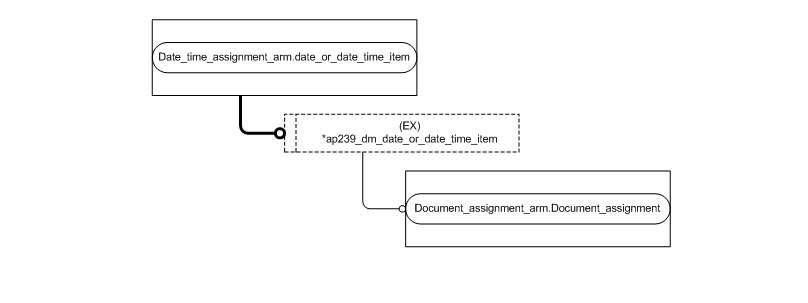 Date_time_assignment_arm.date_or_date_time_item
(EX)
*ap239_dm_date_or_date_time_item
Document_assignment_arm.Document_assignment